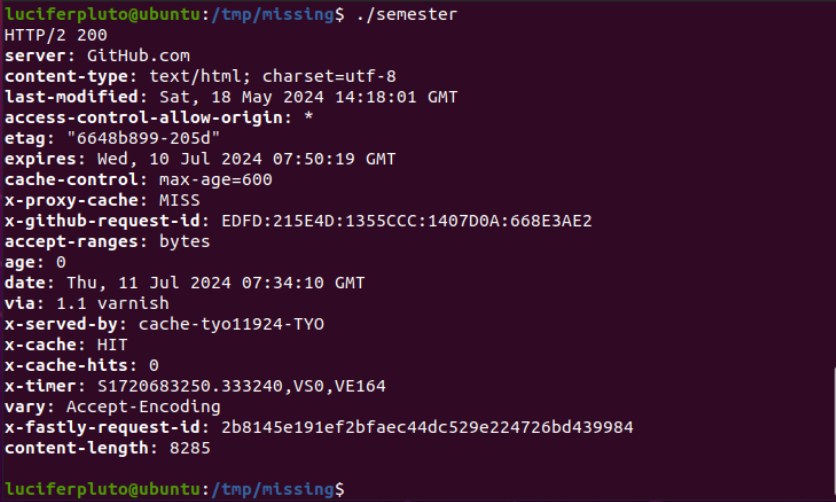 luciferpluto@ubuntu:/tmp/missing$ ./semester
HTTP/2 200
server: GitHub.com
content-type: text/html; charset=utf-8
last-modified: Sat, 18 May 2024 14:18:01 GMT
access-control-allow-origin: *
etag: "6648b899-205d"
expires: Wed, 10 Jul 2024 07:50:19 GMT
cache-control: max-age=600
x-proxy-cache: MISS
x-github-request-id: EDFD:215E4D:1355CCC:1407D0A:668E3AE2
accept-ranges: bytes
age: 0
date: Thu, 11 Jul 2024 07:34:10 GMT
via: 1.1 varnish
x-served-by: cache-tyo11924-TYO
x-cache: HIT
x-cache-hits: 0
x-timer: S1720683250.333240,VS0,VE164
vary: Accept-Encoding
x-fastly-request-id: 2b8145e191ef2bfaec44dc529e224726bd439984
content-length: 8285
luciferpluto@ubuntu:/tmp/missing$